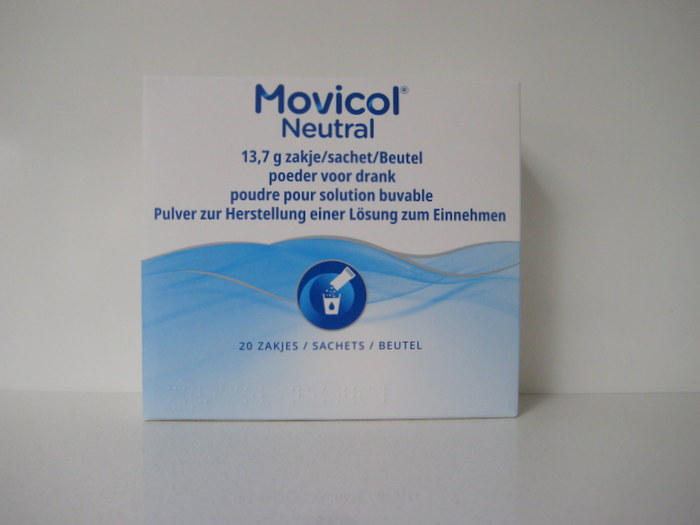 Movicol®
Neutral
13,7 g zakje/sachet/Beutel
poeder voor drank
poudre pour solution buvable
Pulver zur Herstellung einer Lösung zum Einnehmen
20 ZAKJES / SACHETS / BEUTEL